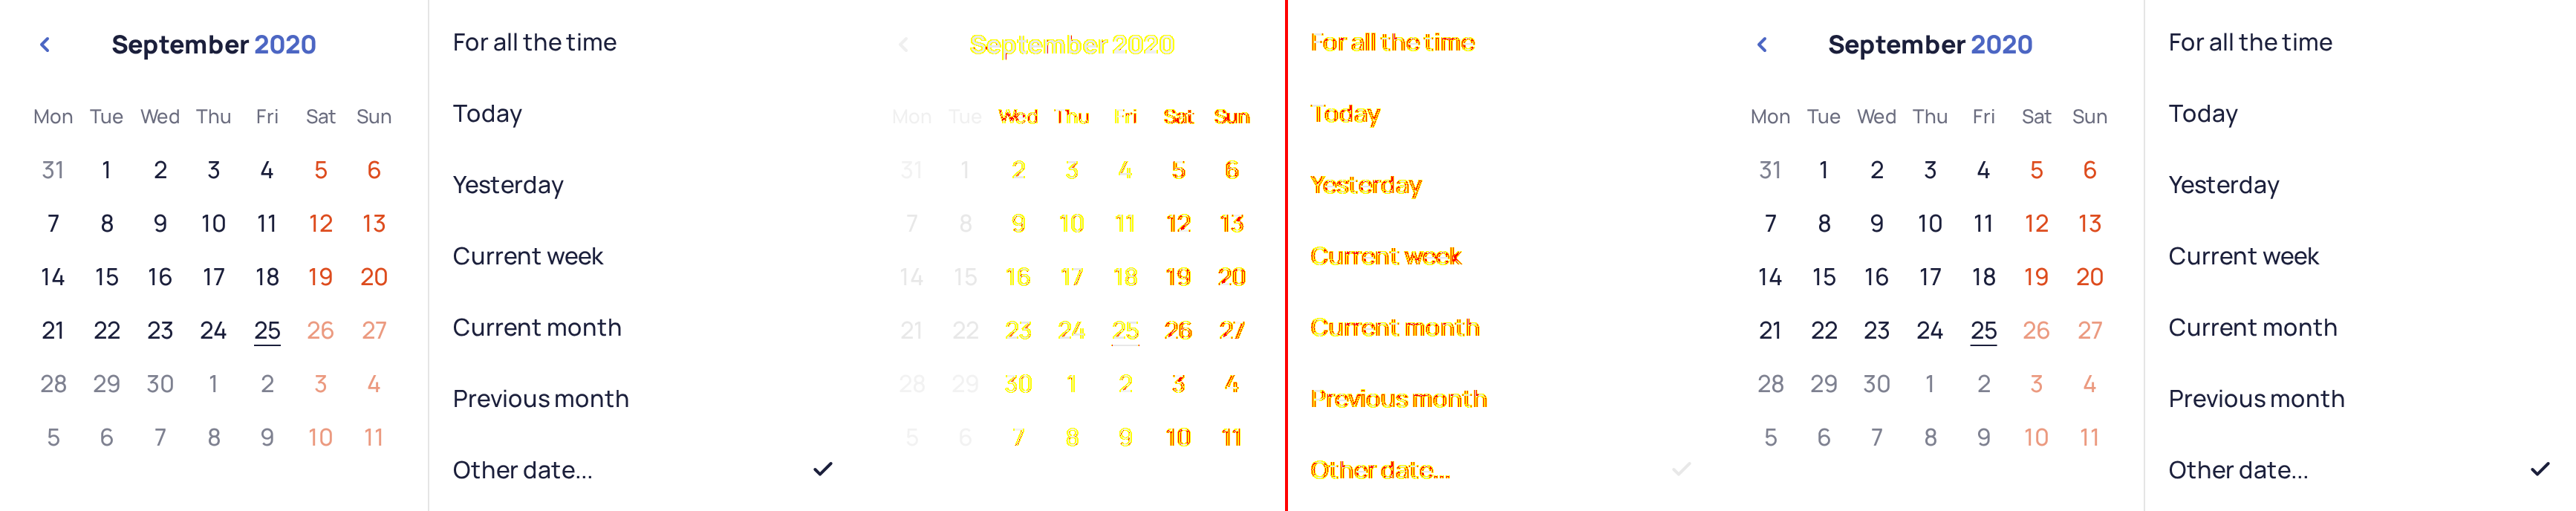 September 2020
Mon Tue Wed Thu Fri Sat Sun
31 1 2 3 4 5 6
7 8 9 10 11 12 13
14 15 16 17 18 19 20
21 22 23 24 25 26 27
28 29 30 1 2 3 4
5 6 7 8 9 10 11
For all the time
Today
Yesterday
Current week
Current month
Previous month
Other date...
September 2020
Mon Tue Wed Thu Fri Sat Sun
31 1 2 3 4 5 6
7 8 9 10 11 12 13
14 15 16 17 18 19 20
21 22 23 24 25 26 27
28 29 30 1 2 3 4
5 6 7 8 9 10 11
For all the time
Today
Yesterday
Current week
Current month
Previous month
Other date...
September 2020
Mon Tue Wed Thu Fri Sat Sun
31 1 2 3 4 5 6
7 8 9 10 11 12 13
14 15 16 17 18 19 20
21 22 23 24 25 26 27
28 29 30 1 2 3 4
5 6 7 8 9 10 11
For all the time
Today
Yesterday
Current week
Current month
Previous month
Other date...